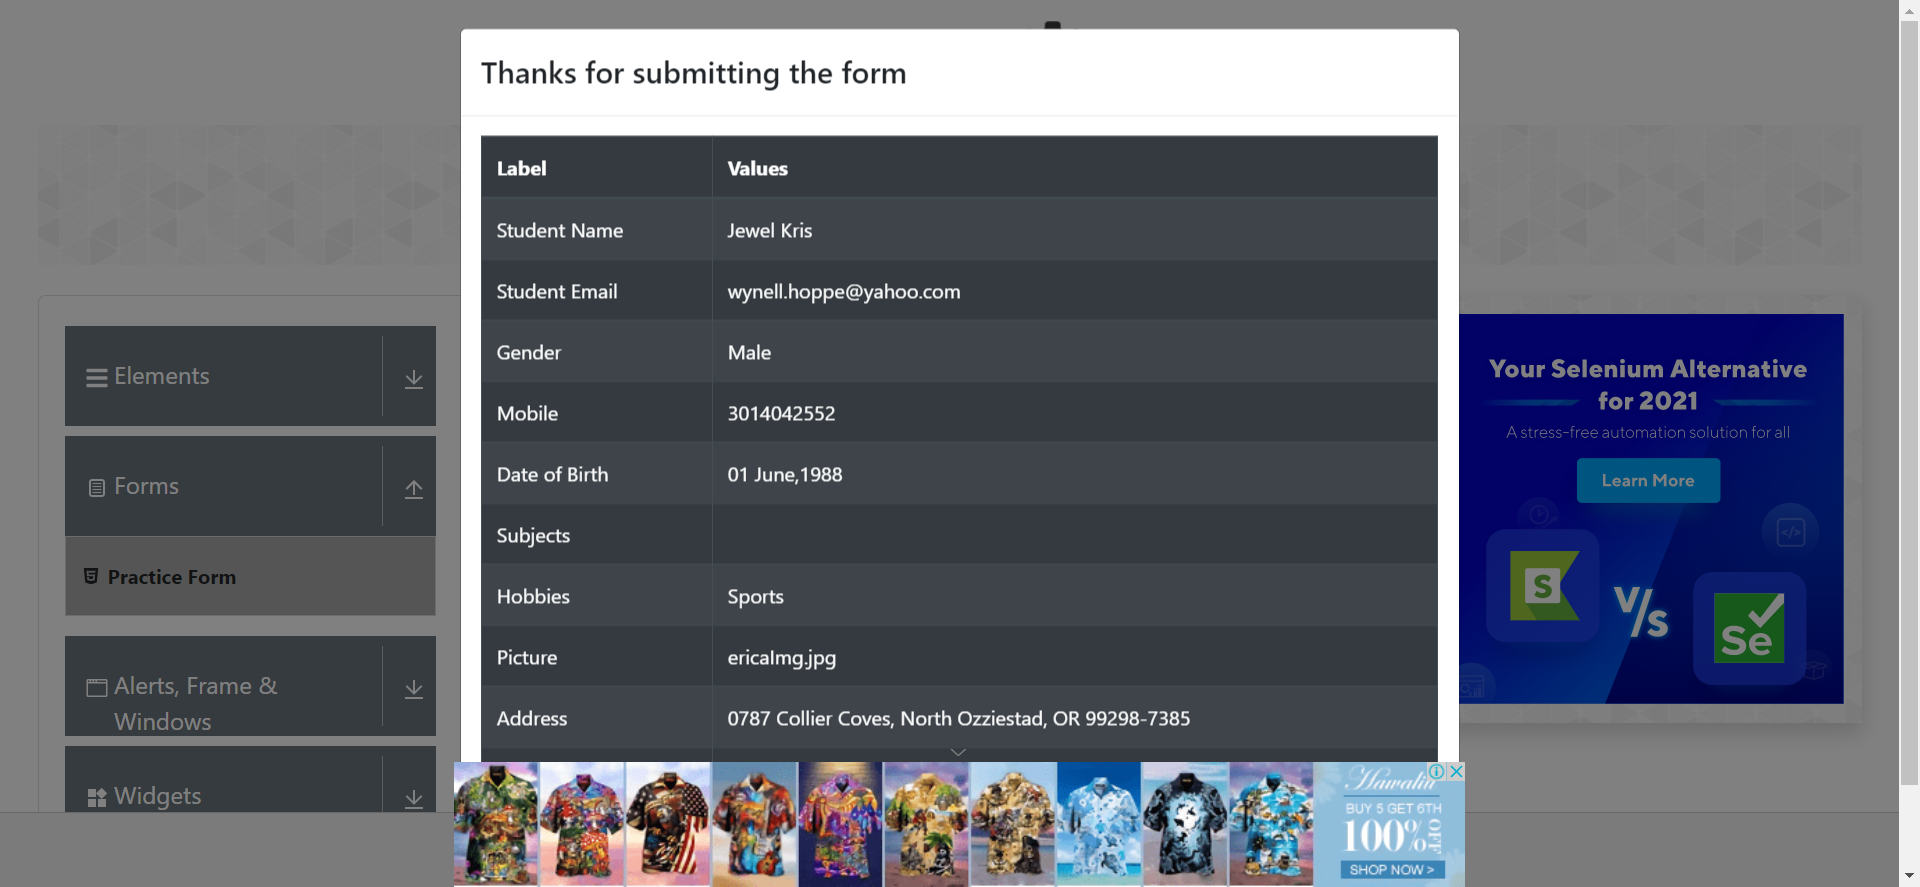 Thanks for submitting the form
Label Values
Student Name Jewel Kris
Student Email wynell.hoppe@yahoo.com
Gender Male
Mobile 3014042552
Date of Birth 01 June,1988
Subjects
Hobbies Sports
Picture ericaImg.jpg
Address 0787 Collier Coves, North Ozziestad, OR 99298-7385
Elements
Forms
Practice Form
Alerts, Frame &
Windows
Widgets
Your Selenium Alternative
for 2021
A stress-free automation solution for all
Learn More
</>
S
V/S
Se
Hawaiian
BUY 5 GET 6TH
100% OFF
SHOP NOW >